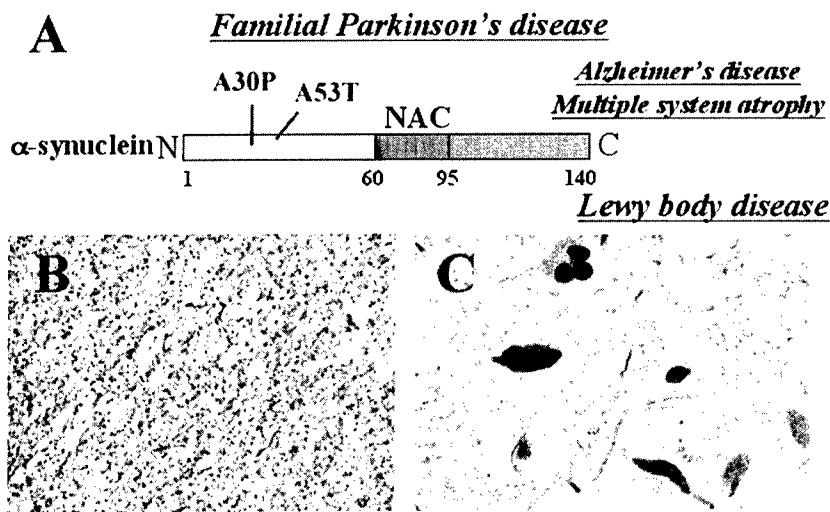 A
Familial Parkinson's disease
A30P
A53T
Alzheimer's disease
Multiple system atrophy
NAC
α-synuclein N C
1 60 95 140
Lewy body disease
B C